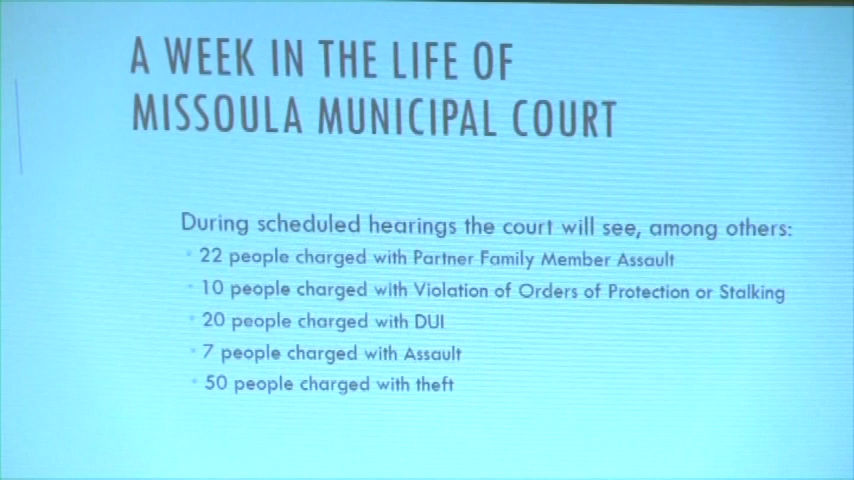 A WEEK IN THE LIFE OF
MISSOULA MUNICIPAL COURT
During scheduled hearings the court will see, among others:
• 22 people charged with Partner Family Member Assault
• 10 people charged with Violation of Orders of Protection or Stalking
• 20 people charged with DUI
• 7 people charged with Assault
• 50 people charged with theft